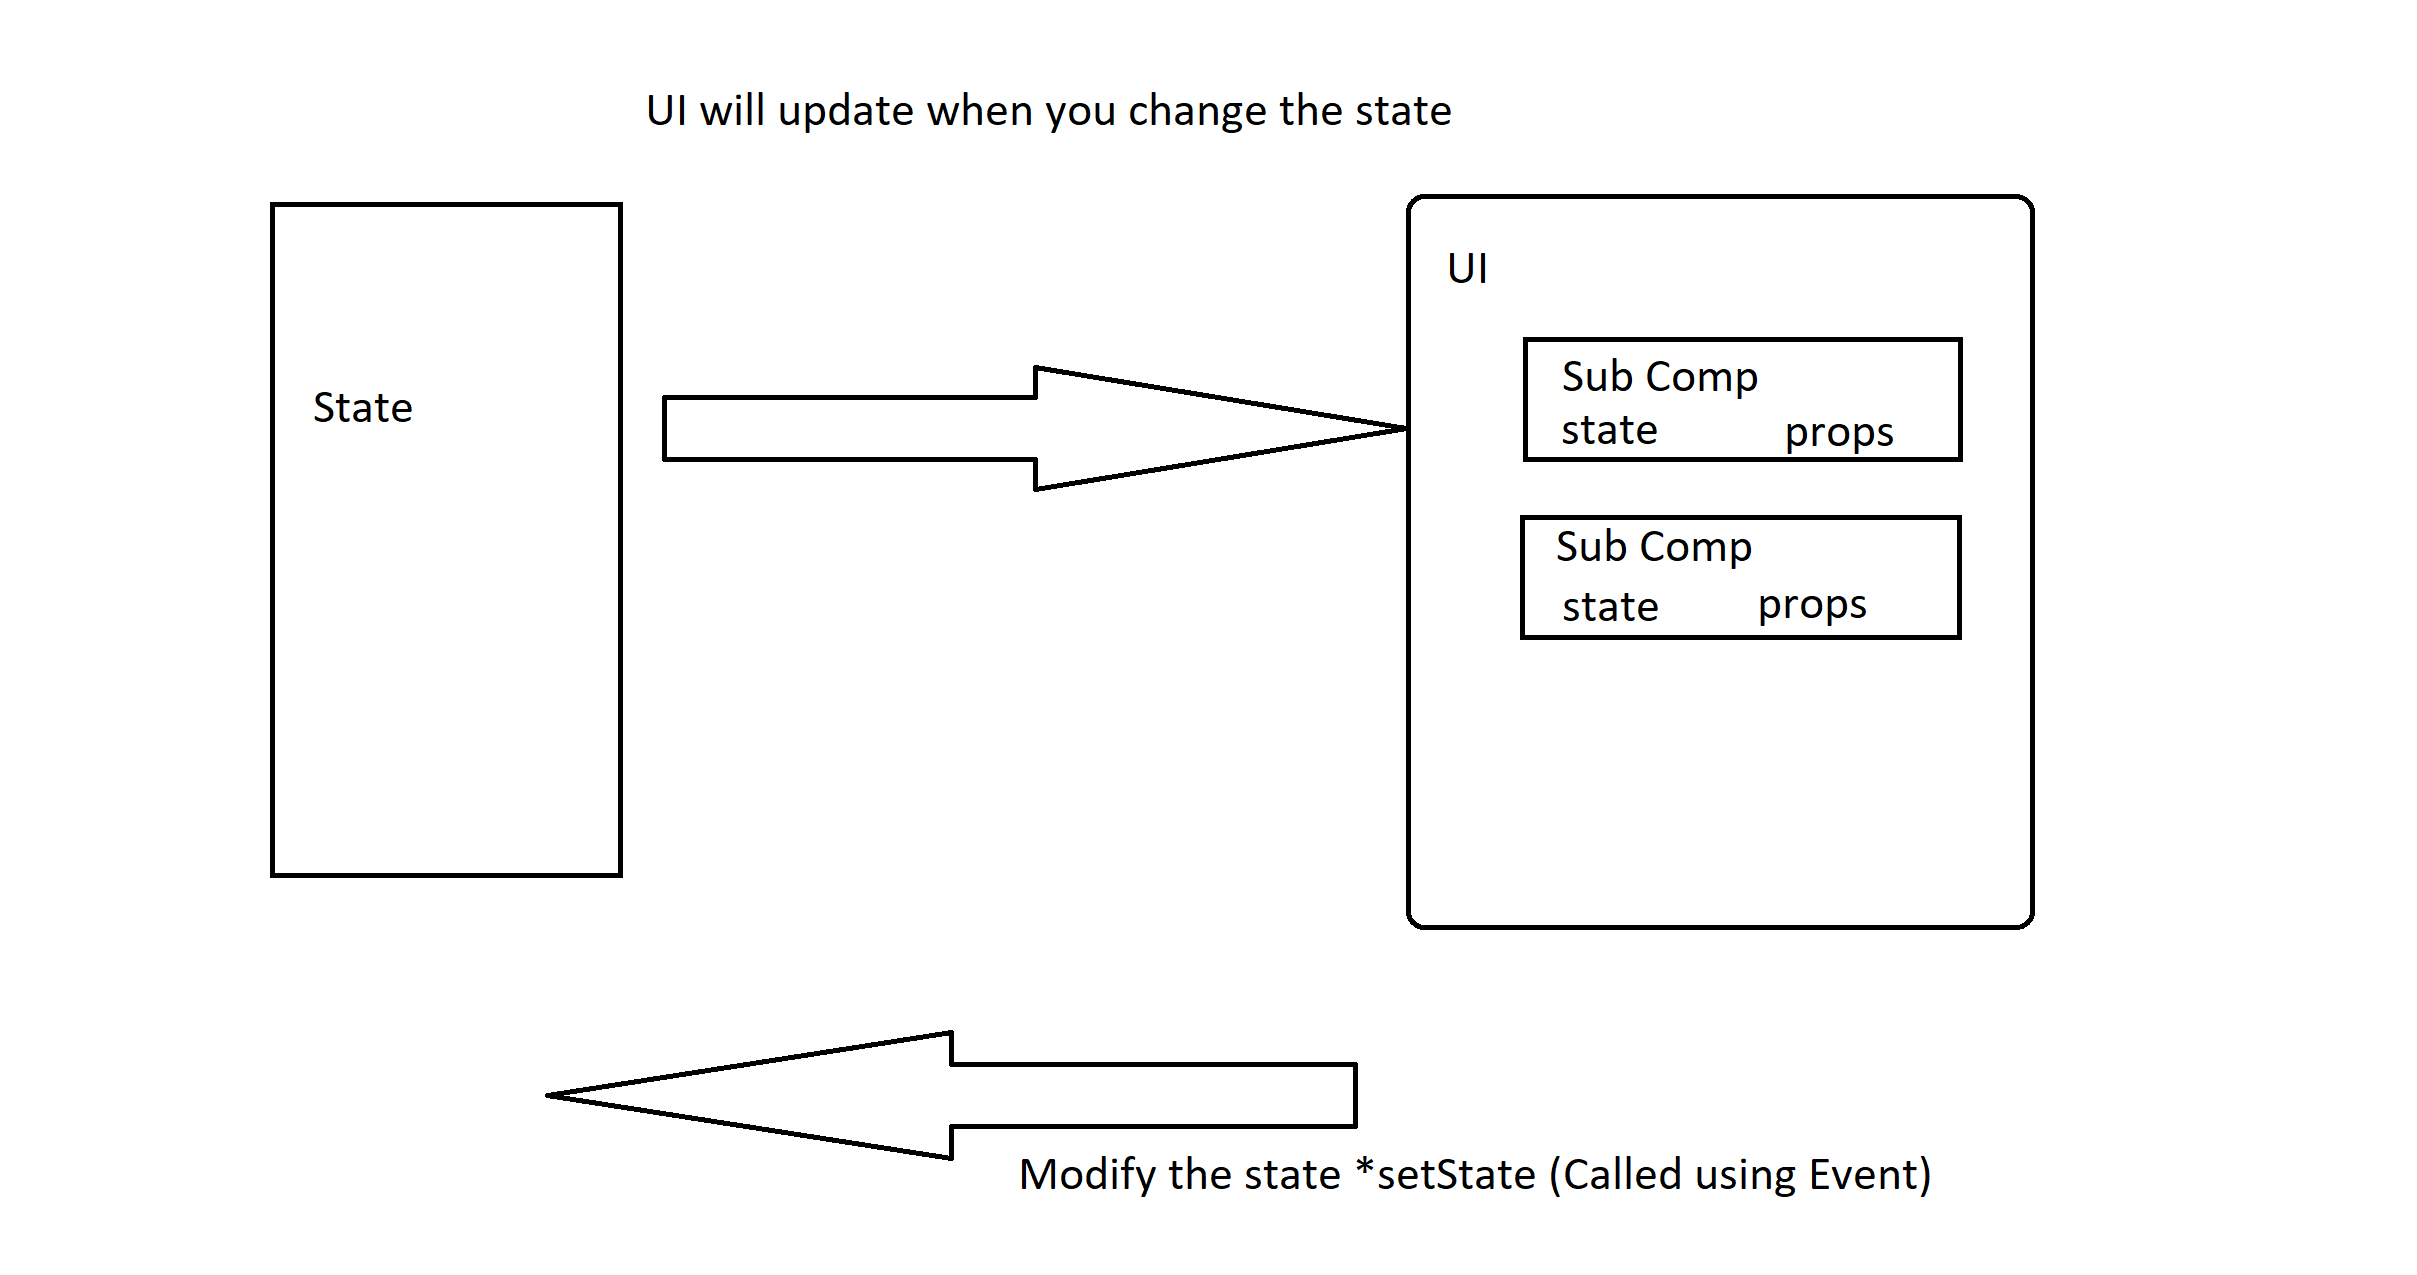 UI will update when you change the state
State
UI
Sub Comp
state props
Sub Comp
state props
Modify the state *setState (Called using Event)